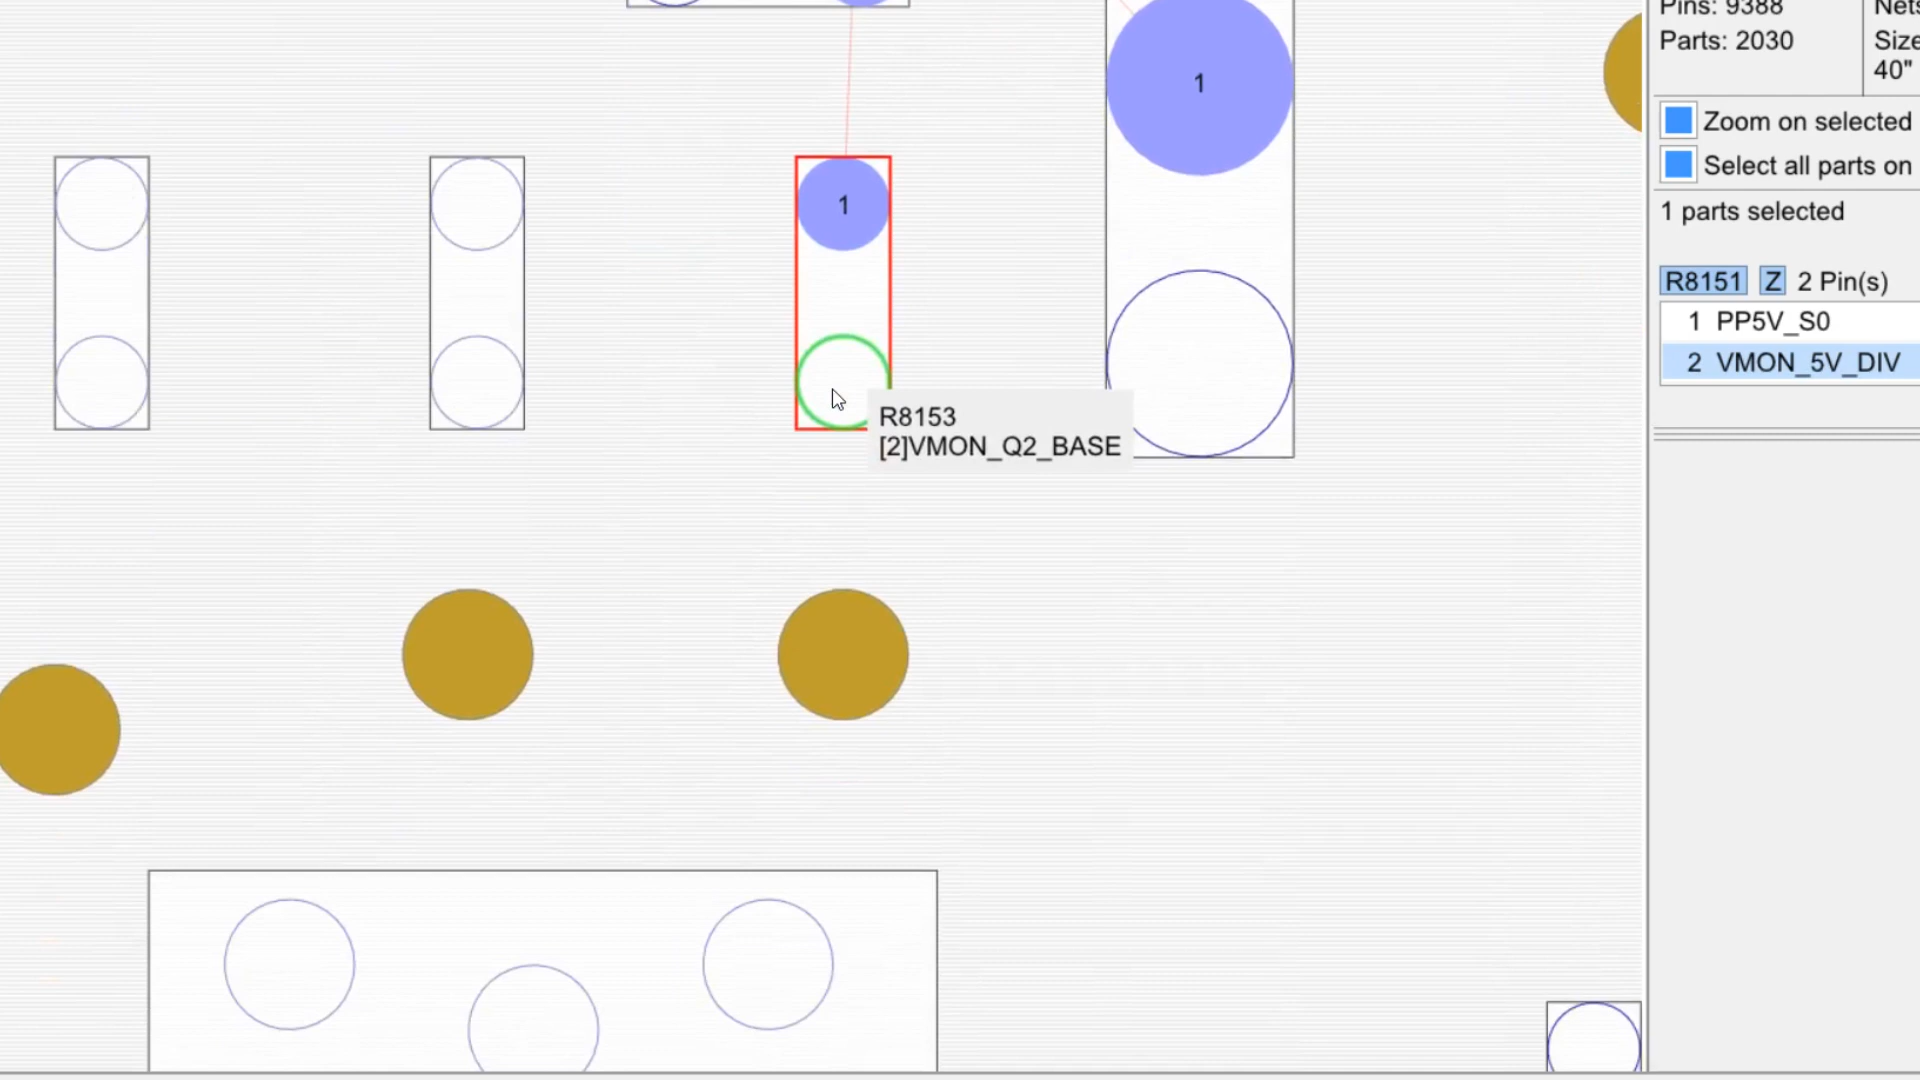 Pins: 9388
Nets
Parts: 2030
Size
40"
Zoom on selected
Select all parts on
1 parts selected
R8151 Z 2 Pin(s)
1 PP5V_S0
2 VMON_5V_DIV
1
1
R8153
[2]VMON_Q2_BASE